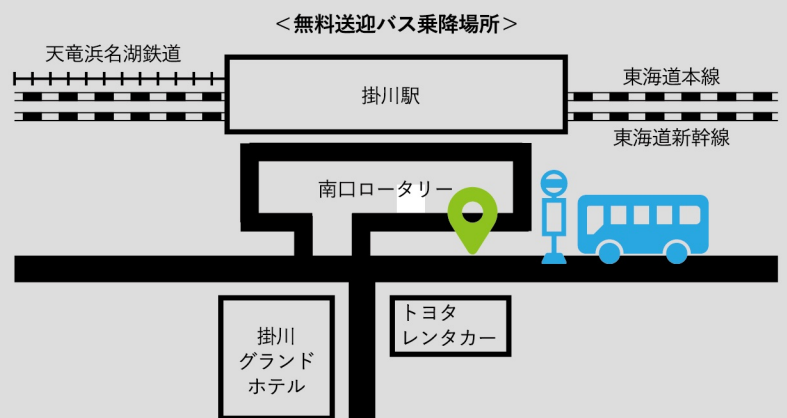 ＜無料送迎バス乗降場所＞
天竜浜名湖鉄道
掛川駅
東海道本線
東海道新幹線
南口ロータリー
掛川
グランド
ホテル
トヨタ
レンタカー